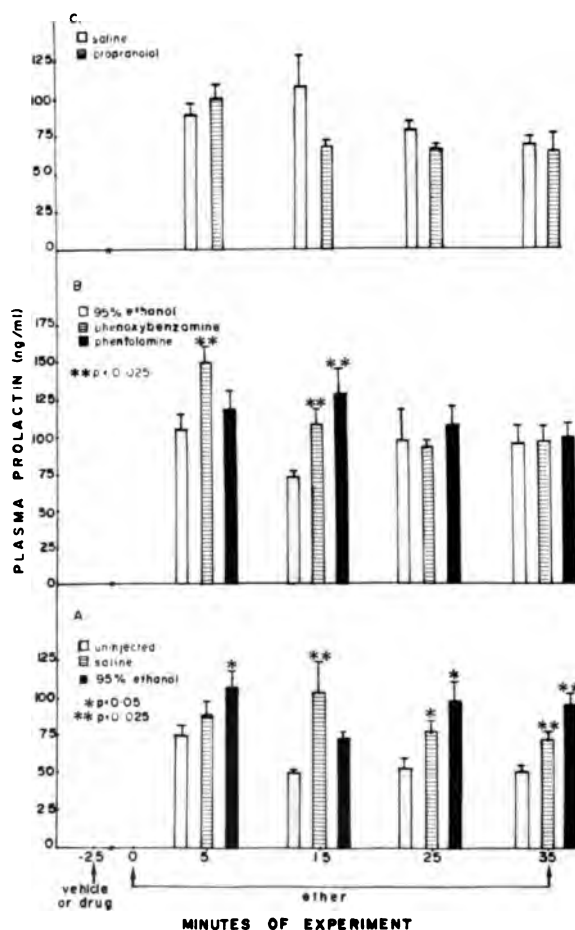 C.
saline
propranolol
125
100
75
50
25
0
B
95% ethanol
phenoxybenzamine
phentolamine
**p<0.025
175
150
125
100
75
50
25
0
**
**
**
PLASMA PROLACTIN (ng/ml)
A.
uninjected
saline
95% ethanol
*p<0.05
**p<0.025
125
100
75
50
25
0
*
**
*
*
**
**
-25 0 5 15 25 35
vehicle
or drug
ether
MINUTES OF EXPERIMENT